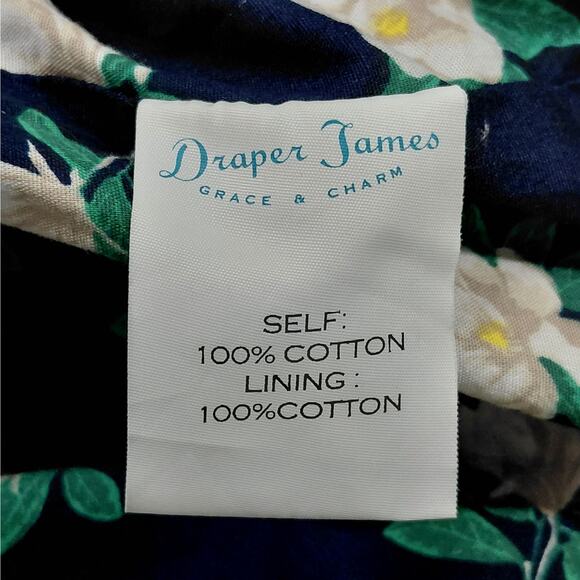 Draper James
GRACE & CHARM
SELF:
100% COTTON
LINING :
100%COTTON